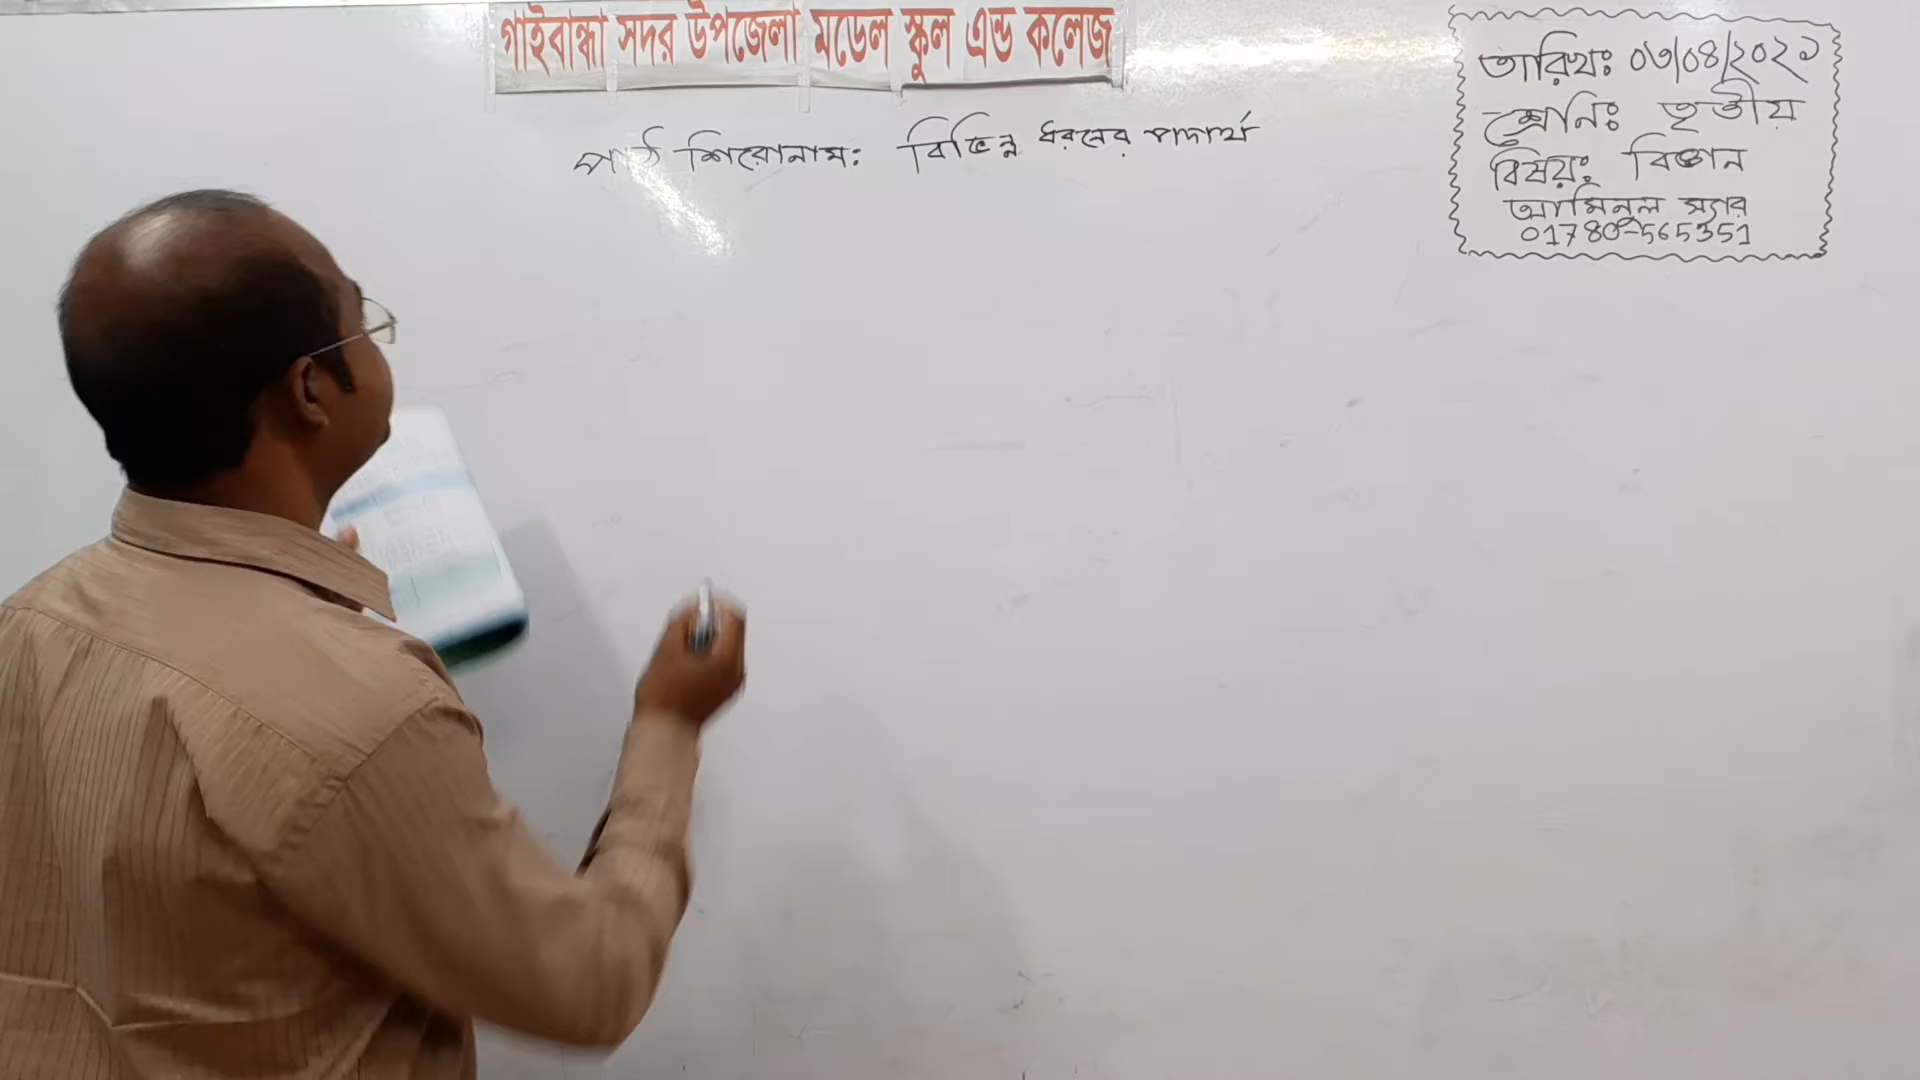 গাইবান্ধা সদর উপজেলা মডেল স্কুল এন্ড কলেজ
পাঠ শিরোনাম: বিভিন্ন ধরনের পদার্থ
তারিখঃ ০৩/০৪/২০২১
শ্রেনিঃ তৃতীয়
বিষয়ঃ বিজ্ঞান
আমিনুল স্যার
01780-565351